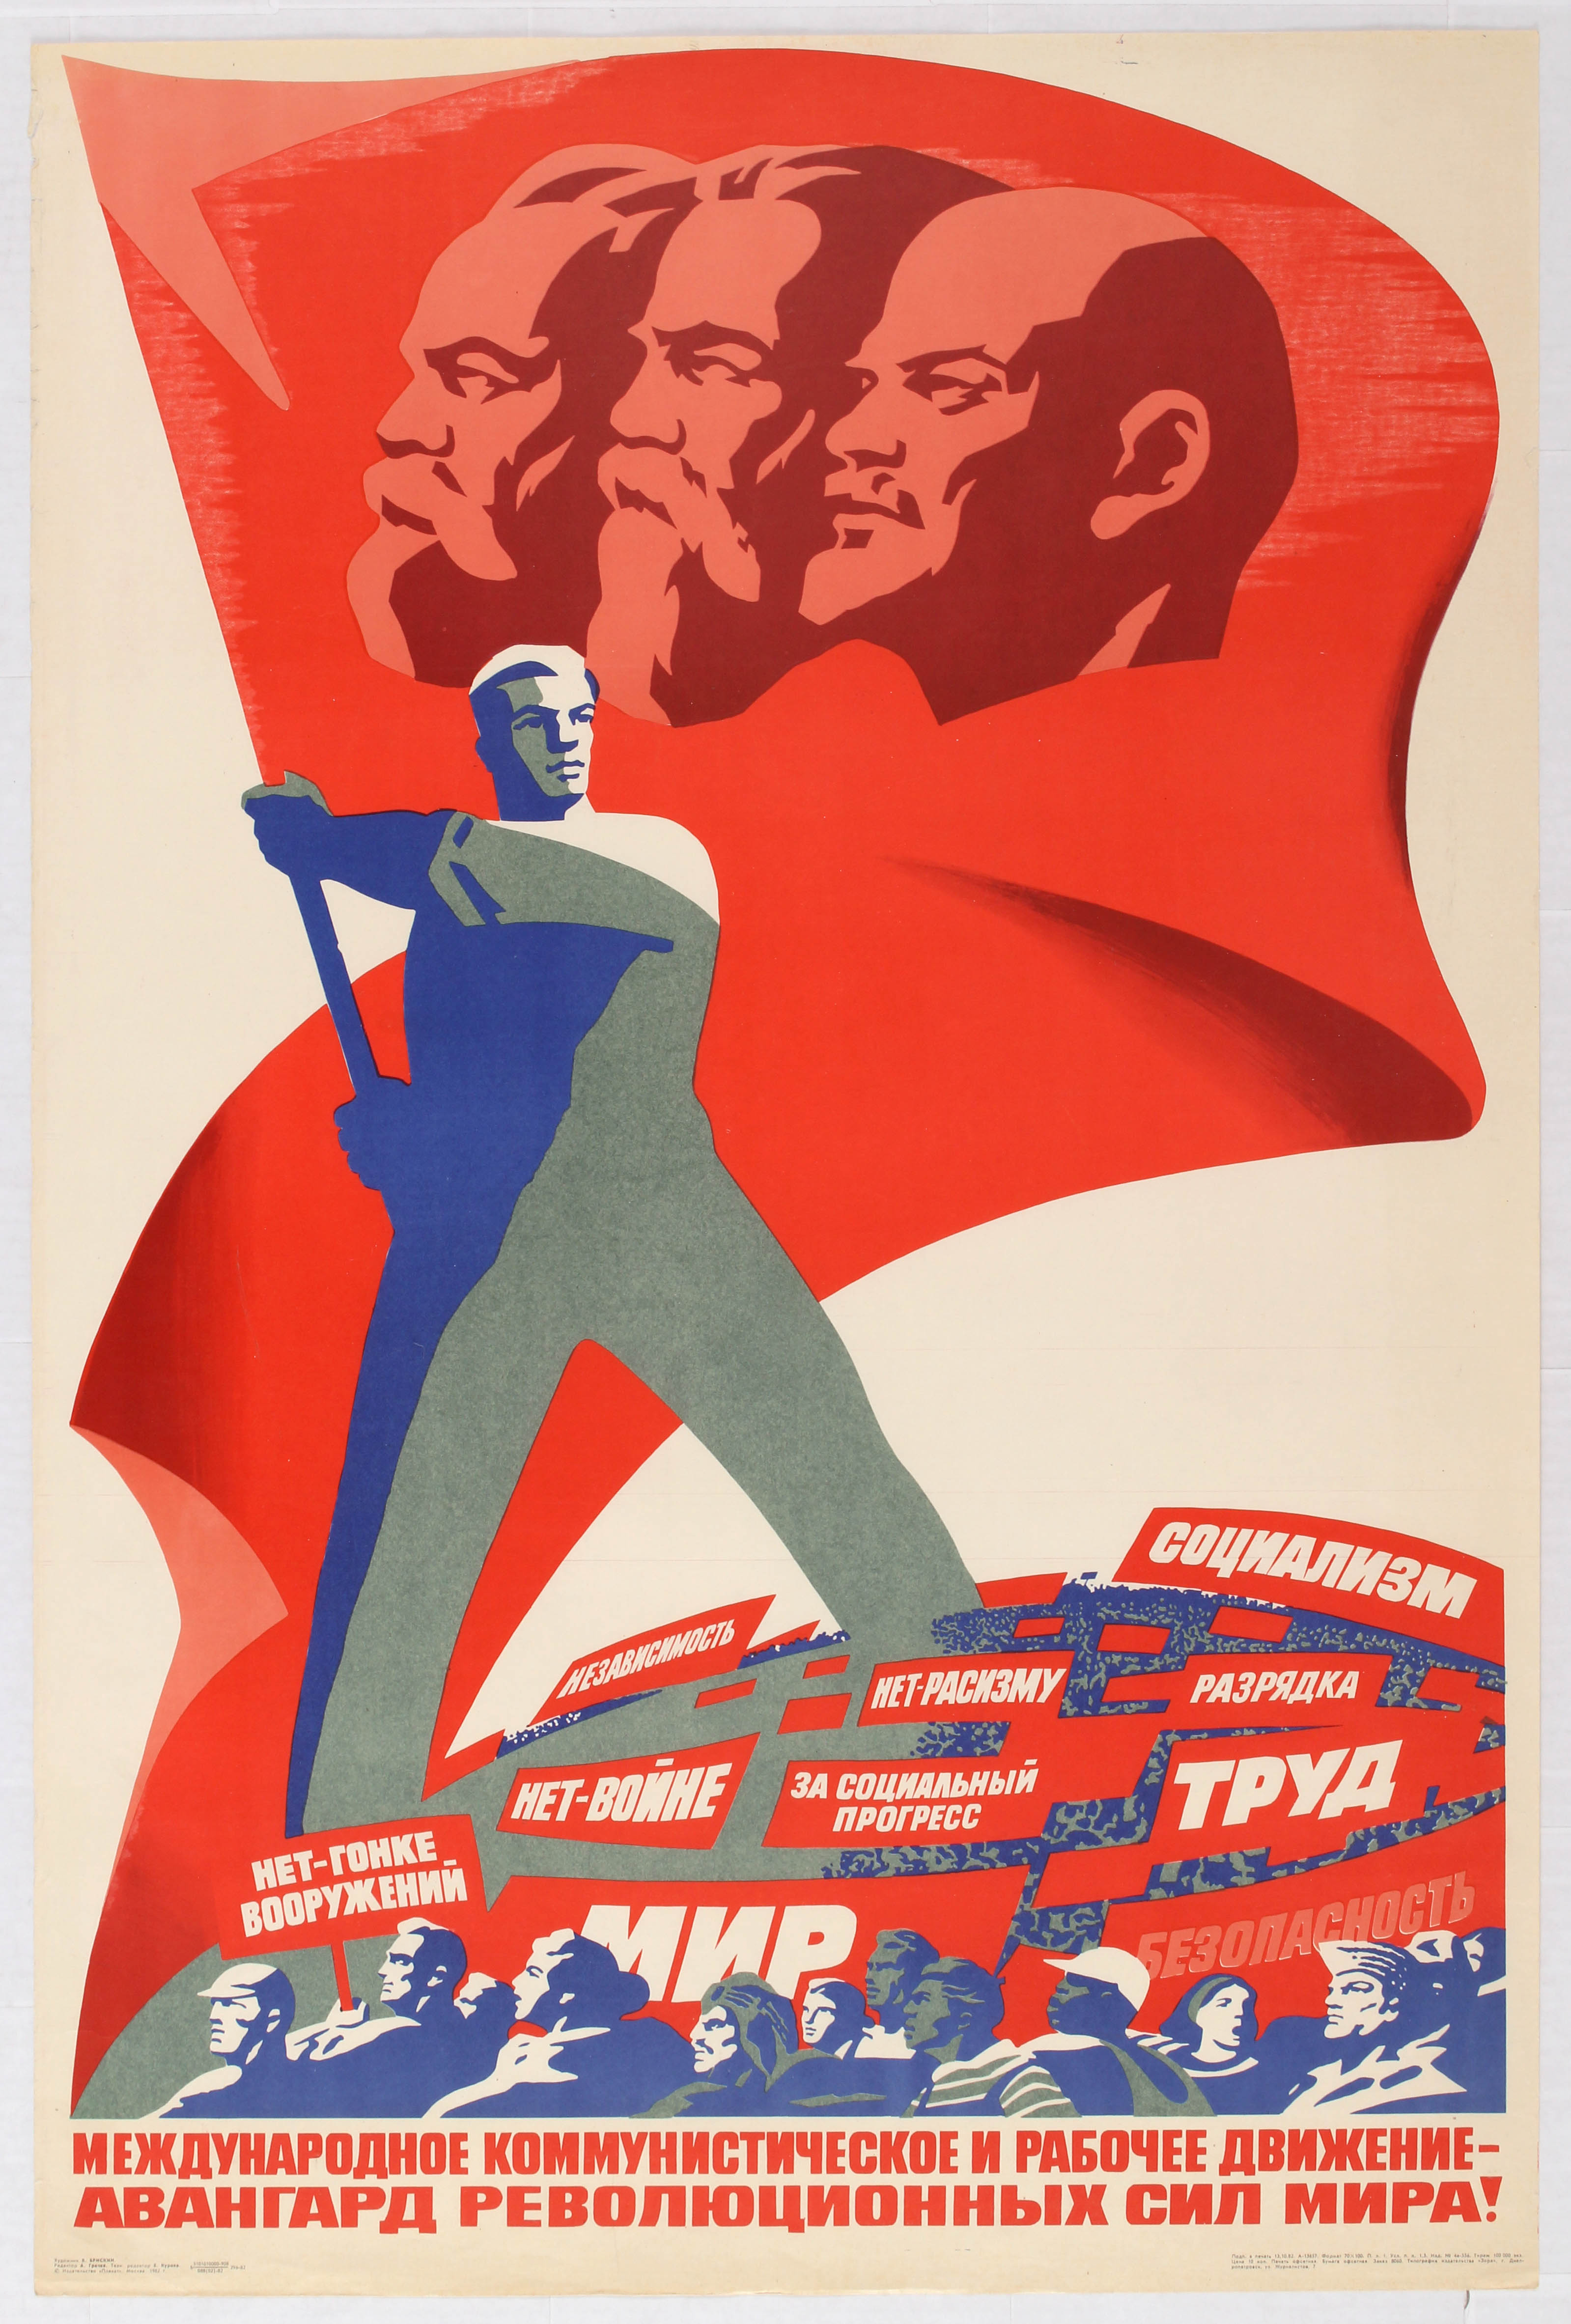 СОЦИАЛИЗМ
НЕЗАВИСИМОСТЬ
НЕТ-РАСИЗМУ
РАЗРЯДКА
НЕТ-ВОЙНЕ
ЗА СОЦИАЛЬНЫЙ
ПРОГРЕСС
ТРУД
НЕТ-ГОНКЕ
ВООРУЖЕНИЙ
МИР
БЕЗОПАСНОСТЬ
МЕЖДУНАРОДНОЕ КОММУНИСТИЧЕСКОЕ И РАБОЧЕЕ ДВИЖЕНИЕ–
АВАНГАРД РЕВОЛЮЦИОННЫХ СИЛ МИРА!